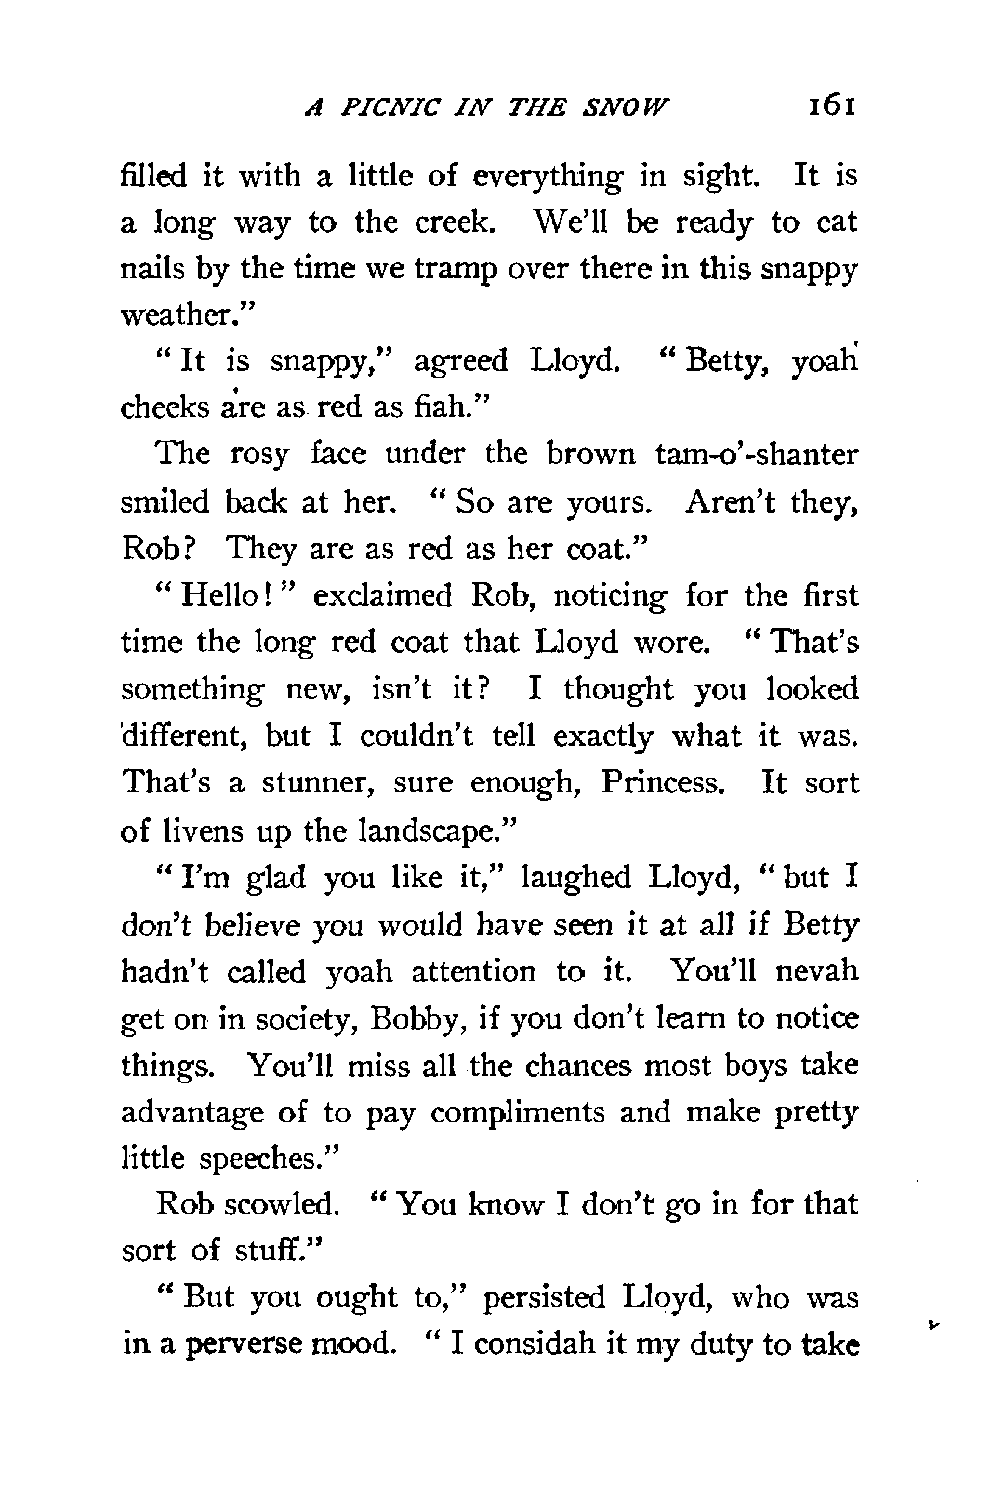 A PICNIC IN THE SNOW 161
filled it with a little of everything in sight. It is
a long way to the creek. We'll be ready to eat
nails by the time we tramp over there in this snappy
weather."
" It is snappy," agreed Lloyd. " Betty, yoah
cheeks are as red as fiah."
The rosy face under the brown tam-o'-shanter
smiled back at her. " So are yours. Aren't they,
Rob? They are as red as her coat."
" Hello! " exclaimed Rob, noticing for the first
time the long red coat that Lloyd wore. " That's
something new, isn't it? I thought you looked
different, but I couldn't tell exactly what it was.
That's a stunner, sure enough, Princess. It sort
of livens up the landscape."
" I'm glad you like it," laughed Lloyd, " but I
don't believe you would have seen it at all if Betty
hadn't called yoah attention to it. You'll nevah
get on in society, Bobby, if you don't learn to notice
things. You'll miss all the chances most boys take
advantage of to pay compliments and make pretty
little speeches."
Rob scowled. " You know I don't go in for that
sort of stuff."
" But you ought to," persisted Lloyd, who was
in a perverse mood. " I considah it my duty to take